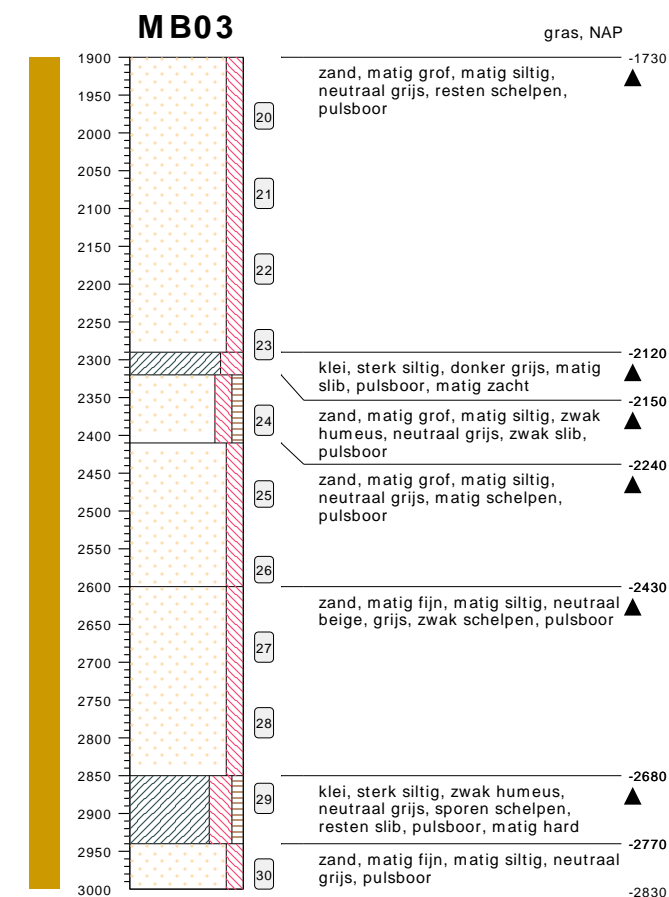 MB03
gras, NAP
1900
1950
2000
2050
2100
2150
2200
2250
2300
2350
2400
2450
2500
2550
2600
2650
2700
2750
2800
2850
2900
2950
3000
20
21
22
23
24
25
26
27
28
29
30
-1730
zand, matig grof, matig siltig,
neutraal grijs, resten schelpen,
pulsboor
-2120
klei, sterk siltig, donker grijs, matig
slib, pulsboor, matig zacht
-2150
zand, matig grof, matig siltig, zwak
humeus, neutraal grijs, zwak slib,
pulsboor
-2240
zand, matig grof, matig siltig,
neutraal grijs, matig schelpen,
pulsboor
-2430
zand, matig fijn, matig siltig, neutraal
beige, grijs, zwak schelpen, pulsboor
-2680
klei, sterk siltig, zwak humeus,
neutraal grijs, sporen schelpen,
resten slib, pulsboor, matig hard
-2770
zand, matig fijn, matig siltig, neutraal
grijs, pulsboor
-2830